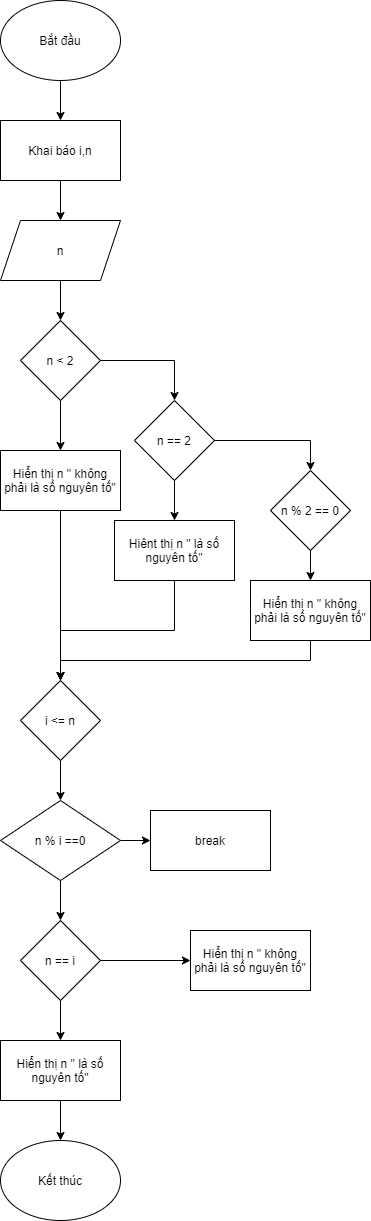 Bắt đầu
Khai báo i,n
n
n < 2
n == 2
Hiển thị n " không
phải là số nguyên tố"
n % 2 == 0
Hiênt thị n " là số
nguyên tố"
Hiển thị n " không
phải là số nguyên tố"
i <= n
n % i ==0
break
n == i
Hiển thị n " không
phải là số nguyên tố"
Hiển thị n " là số
nguyên tố"
Kết thúc